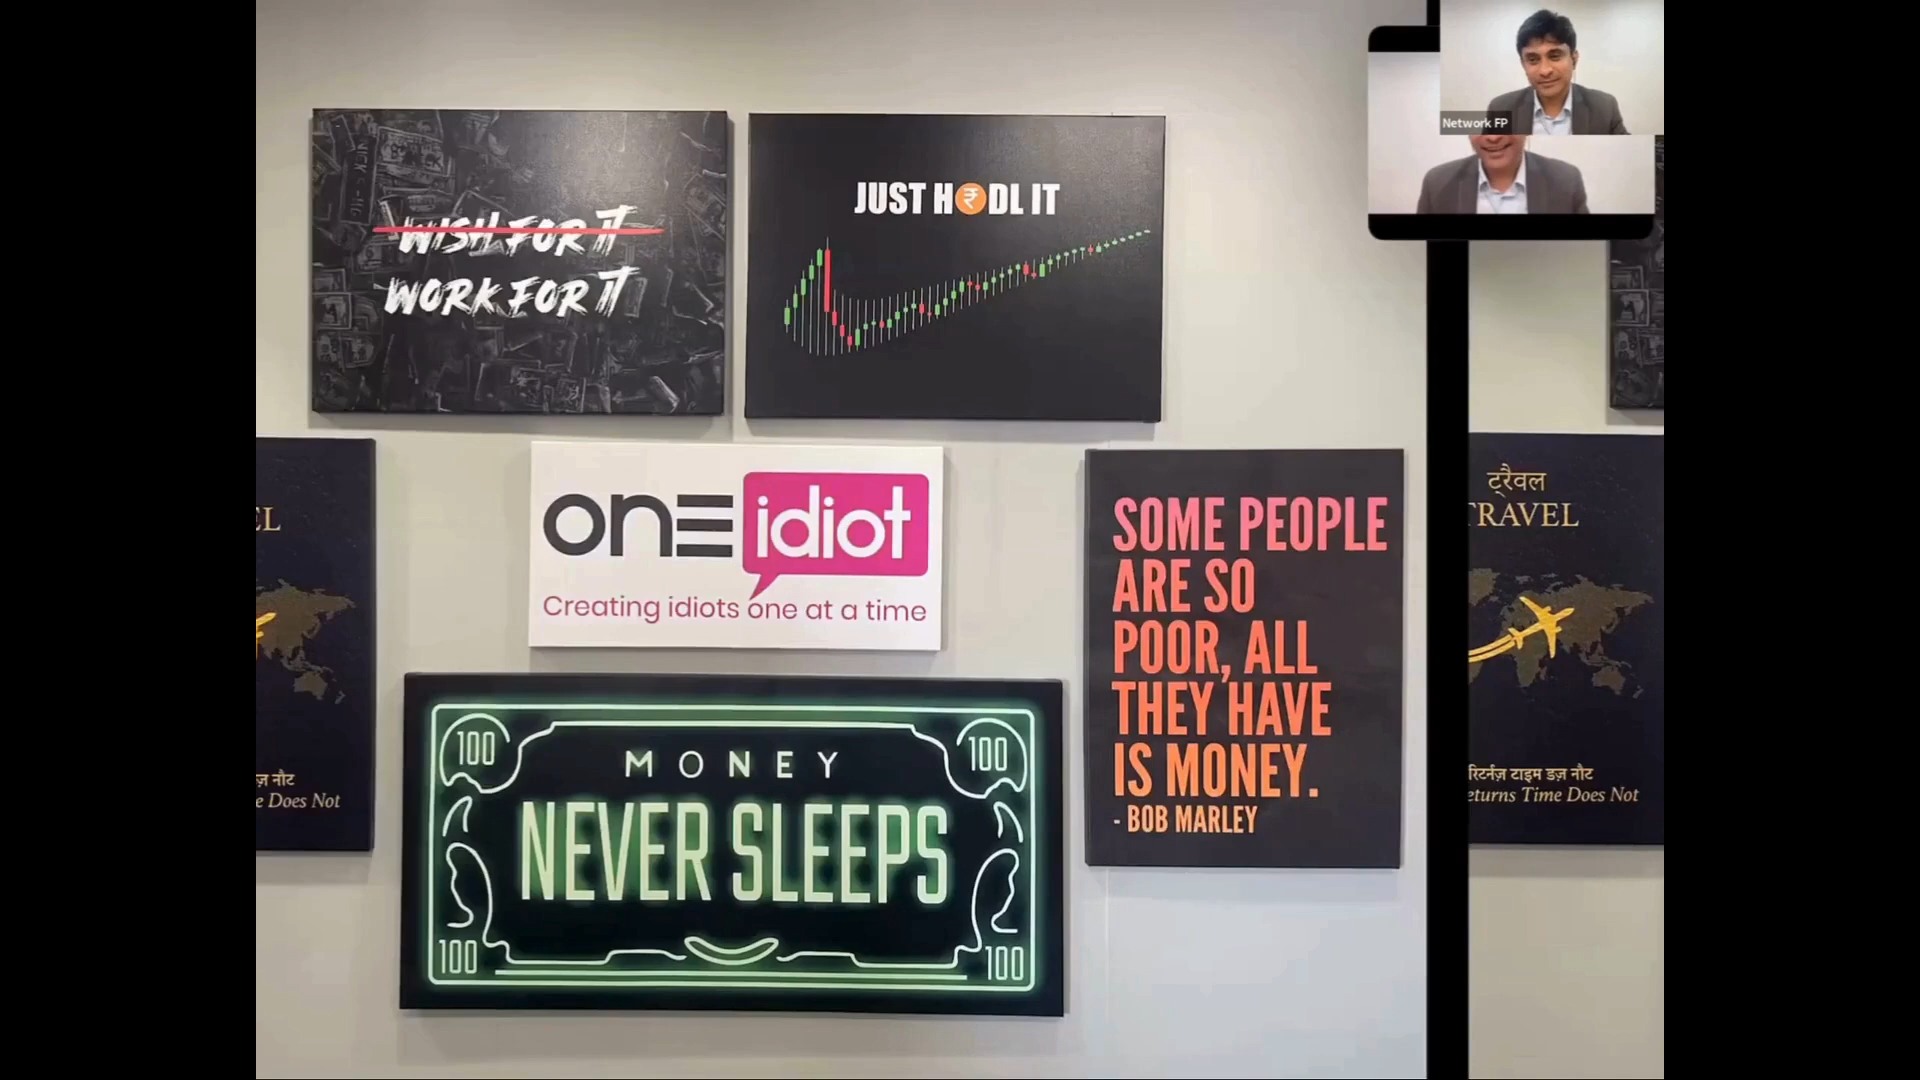 Network FP
WISH FOR IT
WORK FOR IT
JUST H₹DL IT
ONE idiot
Creating idiots one at a time
SOME PEOPLE
ARE SO
POOR, ALL
THEY HAVE
IS MONEY.
- BOB MARLEY
100
100
MONEY
NEVER SLEEPS
100
100
EL
ज़ नौट
e Does Not
ट्रैवल
TRAVEL
रिटर्नज़ टाइम डज़ नौट
eturns Time Does Not